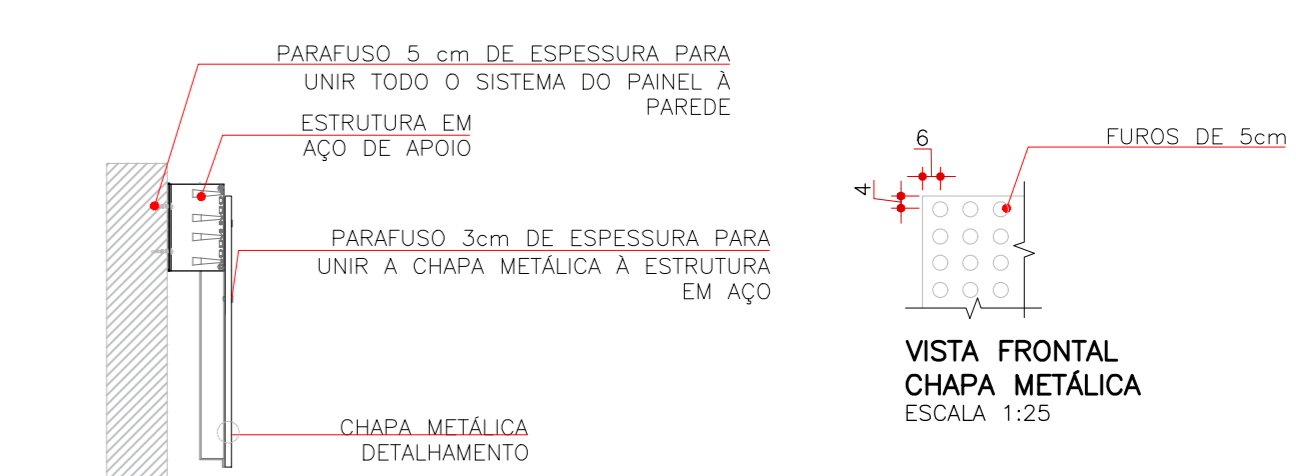 PARAFUSO 5 cm DE ESPESSURA PARA
UNIR TODO O SISTEMA DO PAINEL À
PAREDE
ESTRUTURA EM
AÇO DE APOIO
PARAFUSO 3cm DE ESPESSURA PARA
UNIR A CHAPA METÁLICA À ESTRUTURA
EM AÇO
CHAPA METÁLICA
DETALHAMENTO
6
4
FUROS DE 5cm
VISTA FRONTAL
CHAPA METÁLICA
ESCALA 1:25